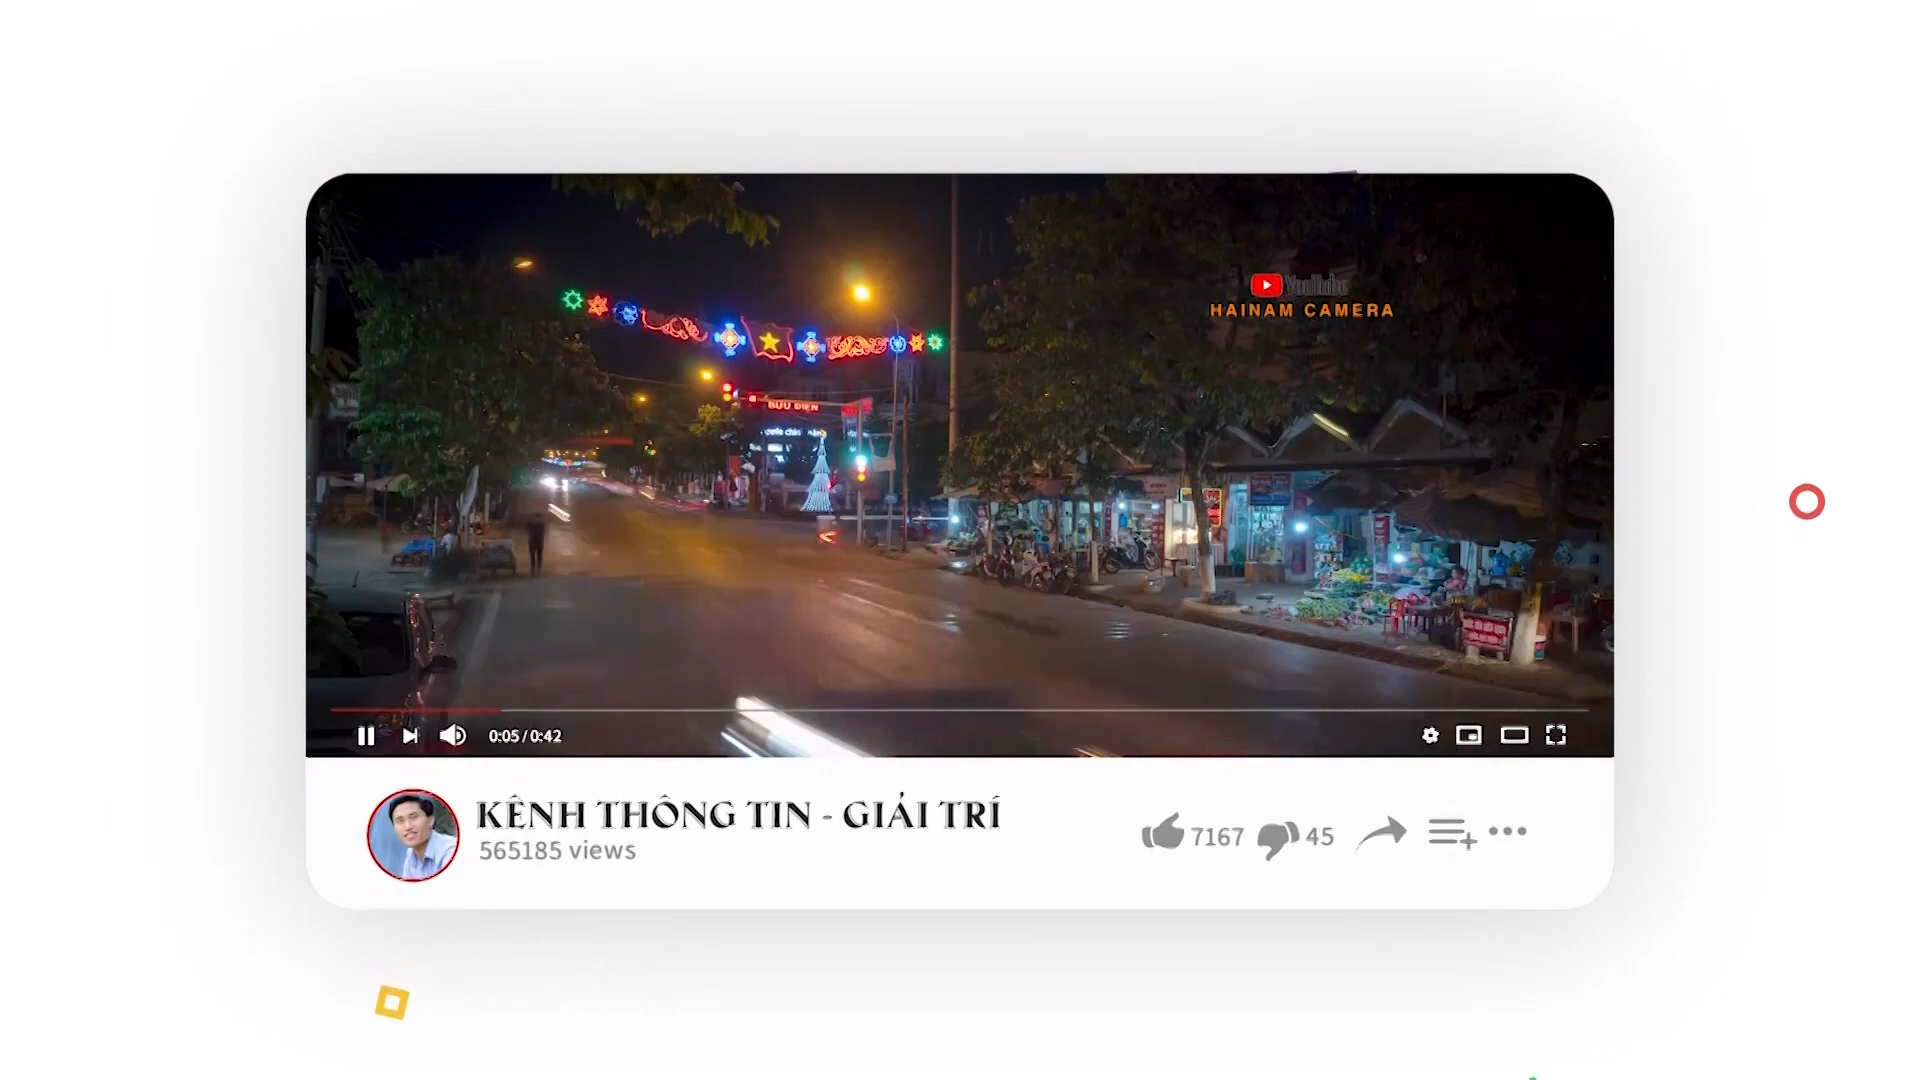 YouTube
HAINAM CAMERA
BƯU ĐIỆN
0:05 / 0:42
KÊNH THÔNG TIN - GIẢI TRÍ
565185 views
7167
45